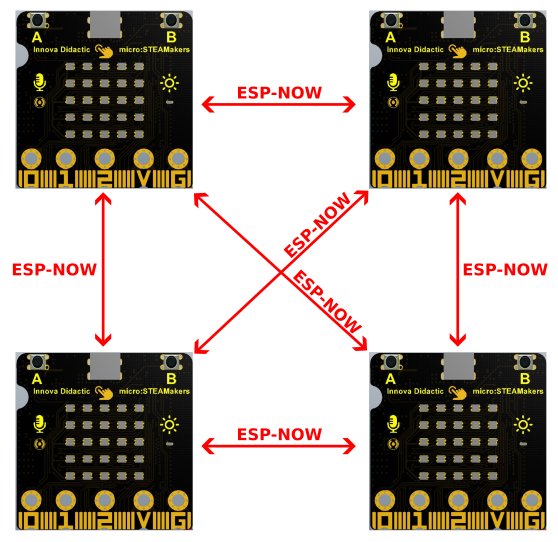 A B A B
Innova Didactic micro:STEAMakers Innova Didactic micro:STEAMakers
ESP-NOW
0 1 2 V G 0 1 2 V G
ESP-NOW
ESP-NOW ESP-NOW
ESP-NOW
A B A B
Innova Didactic micro:STEAMakers Innova Didactic micro:STEAMakers
ESP-NOW
0 1 2 V G 0 1 2 V G